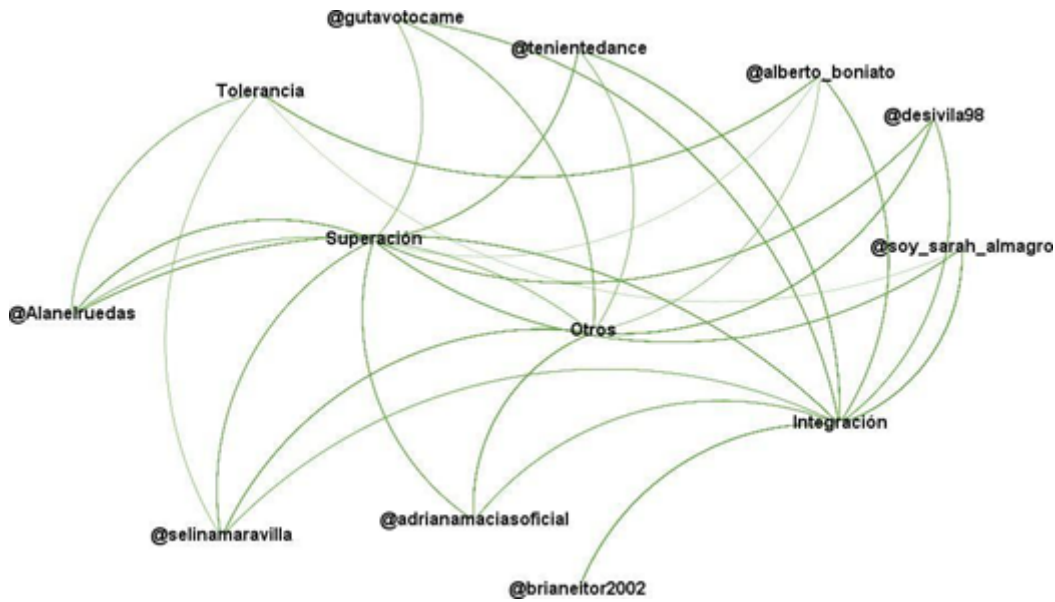 @gutavotocame
@tenientedance
@alberto_boniato
Tolerancia
@desivila98
Superación
@soy_sarah_almagro
@Alanelruedas
Otros
Integración
@adrianamaciasoficial
@selinamaravilla
@brianeitor2002